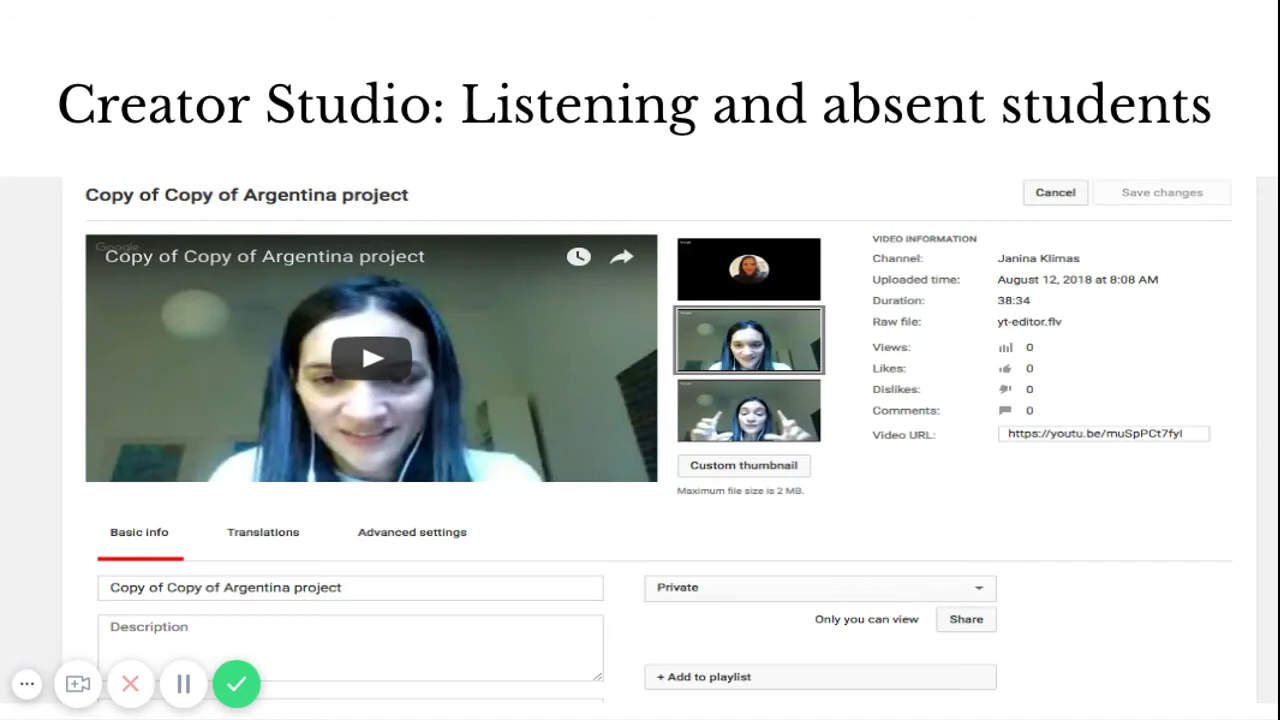 Creator Studio: Listening and absent students
Copy of Copy of Argentina project
Cancel
Save changes
Google
Copy of Copy of Argentina project
VIDEO INFORMATION
Channel: Janina Klimas
Uploaded time: August 12, 2018 at 8:08 AM
Duration: 38:34
Raw file: yt-editor.flv
Views: 0
Likes: 0
Dislikes: 0
Comments: 0
Video URL:
Custom thumbnail
Maximum file size is 2 MB.
Basic info
Translations
Advanced settings
Copy of Copy of Argentina project
Private
Description
Only you can view
Share
+ Add to playlist